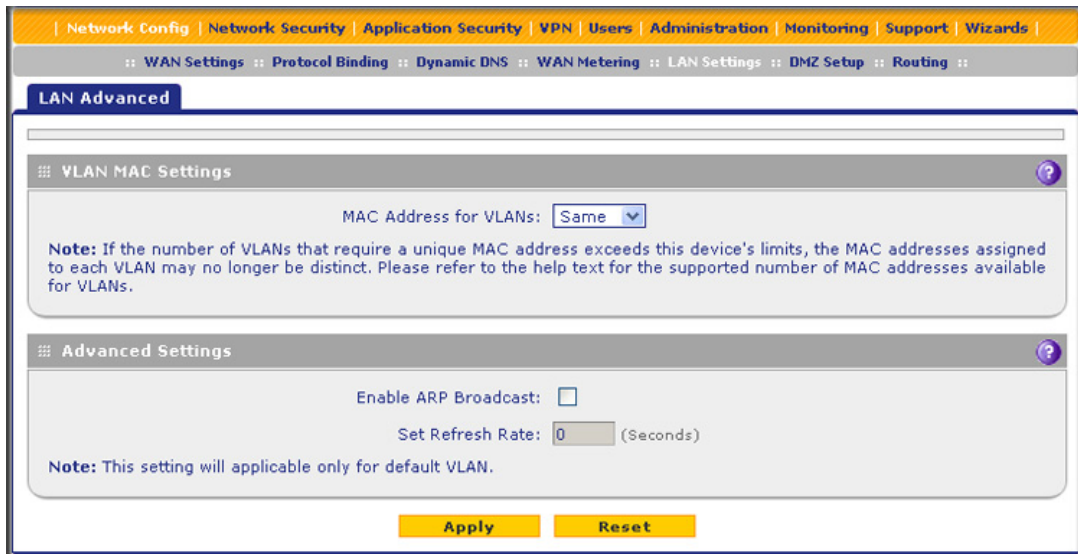 | Network Config | Network Security | Application Security | VPN | Users | Administration | Monitoring | Support | Wizards |
:: WAN Settings :: Protocol Binding :: Dynamic DNS :: WAN Metering :: LAN Settings :: DMZ Setup :: Routing ::
LAN Advanced
VLAN MAC Settings
?
MAC Address for VLANs: Same
Note: If the number of VLANs that require a unique MAC address exceeds this device's limits, the MAC addresses assigned
to each VLAN may no longer be distinct. Please refer to the help text for the supported number of MAC addresses available
for VLANs.
Advanced Settings
?
Enable ARP Broadcast:
Set Refresh Rate: 0 (Seconds)
Note: This setting will applicable only for default VLAN.
Apply Reset